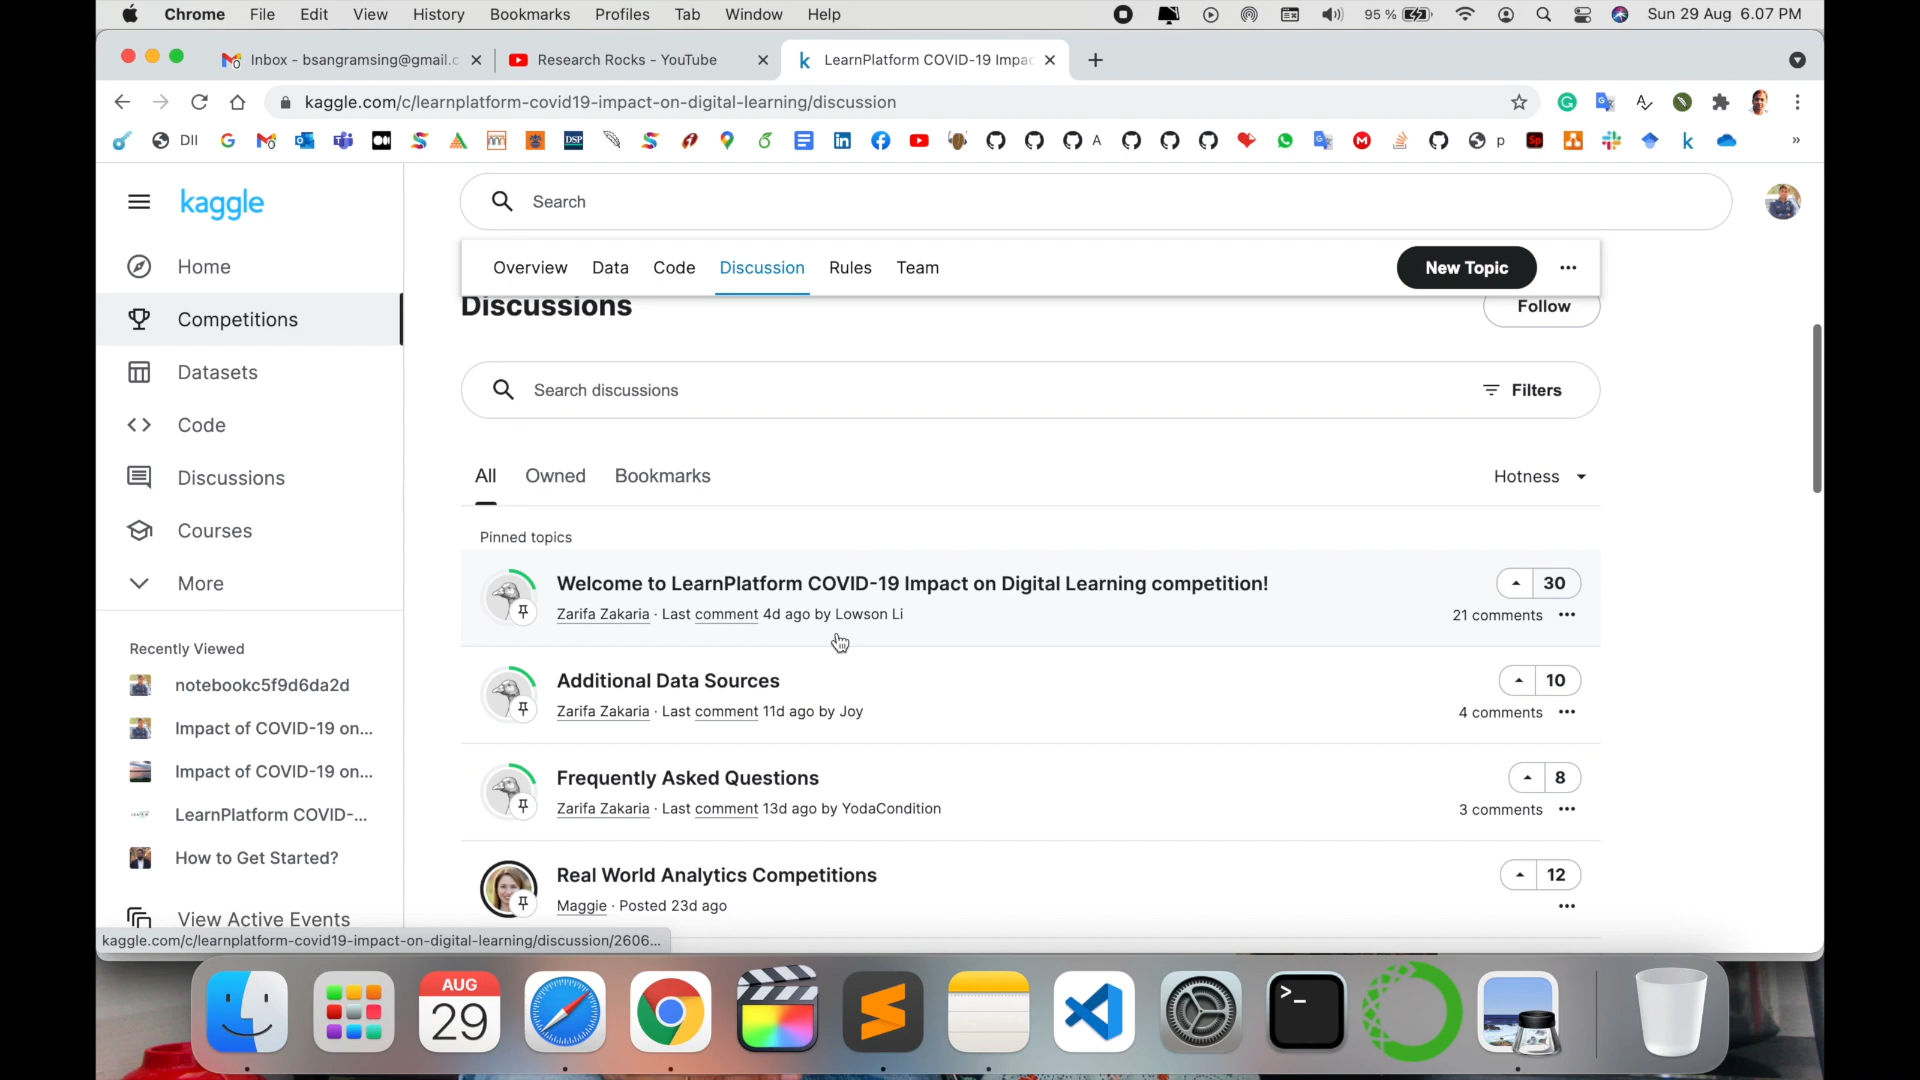 Chrome File Edit View History Bookmarks Profiles Tab Window Help 95 % Sun 29 Aug 6.07 PM
Inbox - bsangramsing@gmail.c Research Rocks - YouTube LearnPlatform COVID-19 Impac
kaggle.com/c/learnplatform-covid19-impact-on-digital-learning/discussion
DII DSP A p Sp »
kaggle
Search
Home
Overview Data Code Discussion Rules Team New Topic
Discussions Follow
Competitions
Datasets
Search discussions Filters
Code
All Owned Bookmarks Hotness
Discussions
Courses
Pinned topics
More
Welcome to LearnPlatform COVID-19 Impact on Digital Learning competition! 30
Zarifa Zakaria · Last comment 4d ago by Lowson Li 21 comments
Recently Viewed
notebookc5f9d6da2d
Additional Data Sources 10
Zarifa Zakaria · Last comment 11d ago by Joy 4 comments
Impact of COVID-19 on...
Impact of COVID-19 on...
Frequently Asked Questions 8
Zarifa Zakaria · Last comment 13d ago by YodaCondition 3 comments
LearnPlatform COVID-...
How to Get Started?
Real World Analytics Competitions 12
Maggie · Posted 23d ago
View Active Events
kaggle.com/c/learnplatform-covid19-impact-on-digital-learning/discussion/2606...
AUG
29